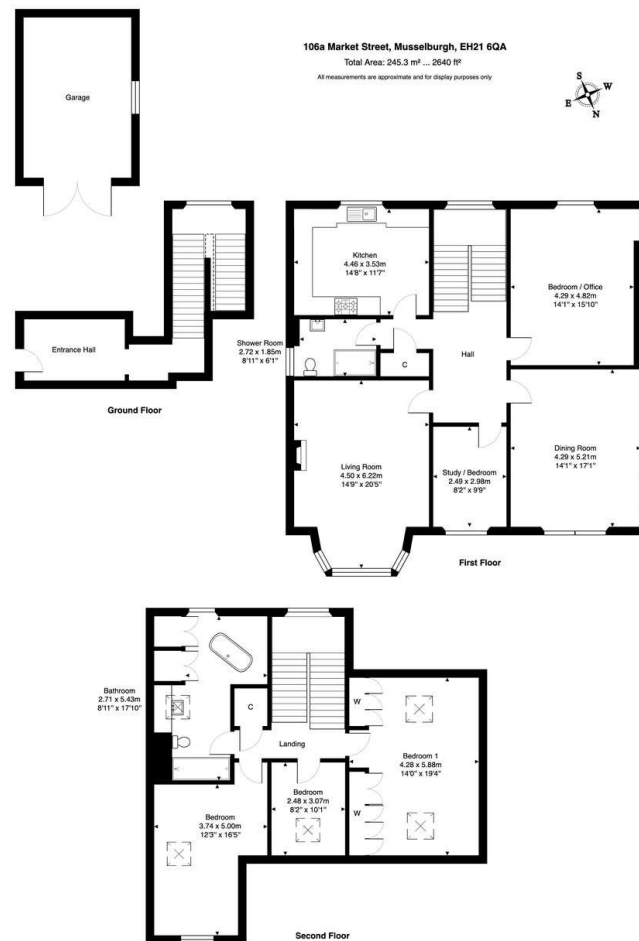 106a Market Street, Musselburgh, EH21 6QA
Total Area: 245.3 m² ... 2640 ft²
All measurements are approximate and for display purposes only
S
W
E
N
Garage
Entrance Hall
Ground Floor
Kitchen
4.46 x 3.53m
14'8" x 11'7"
Bedroom / Office
4.29 x 4.82m
14'1" x 15'10"
Shower Room
2.72 x 1.85m
8'11" x 6'1"
C
Hall
Living Room
4.50 x 6.22m
14'9" x 20'5"
Study / Bedroom
2.49 x 2.98m
8'2" x 9'9"
Dining Room
4.29 x 5.21m
14'1" x 17'1"
First Floor
Bathroom
2.71 x 5.43m
8'11" x 17'10"
C
Landing
W
Bedroom 1
4.28 x 5.88m
14'0" x 19'4"
W
Bedroom
2.48 x 3.07m
8'2" x 10'1"
Bedroom
3.74 x 5.00m
12'3" x 16'5"
Second Floor